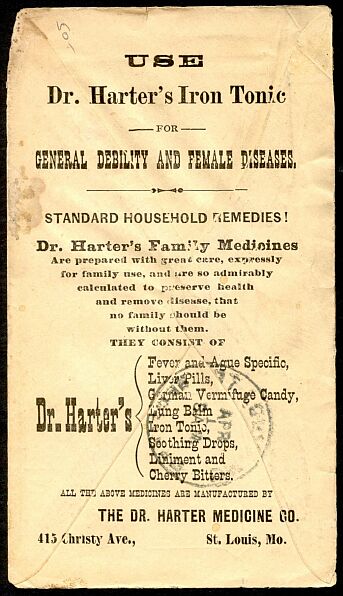 USE
Dr. Harter's Iron Tonic
FOR
GENERAL DEBILITY AND FEMALE DISEASES.
STANDARD HOUSEHOLD REMEDIES!
Dr. Harter's Family Medicines
Are prepared with great care, expressly
for family use, and are so admirably
calculated to preserve health
and remove disease, that
no family should be
without them.
THEY CONSIST OF
Dr. Harter's
Fever and Ague Specific,
Liver Pills,
German Vermifuge Candy,
Lung Balm
Iron Tonic,
Soothing Drops,
Liniment and
Cherry Bitters.
ALL THE ABOVE MEDICINES ARE MANUFACTURED BY
THE DR. HARTER MEDICINE CO.
415 Christy Ave., St. Louis, Mo.